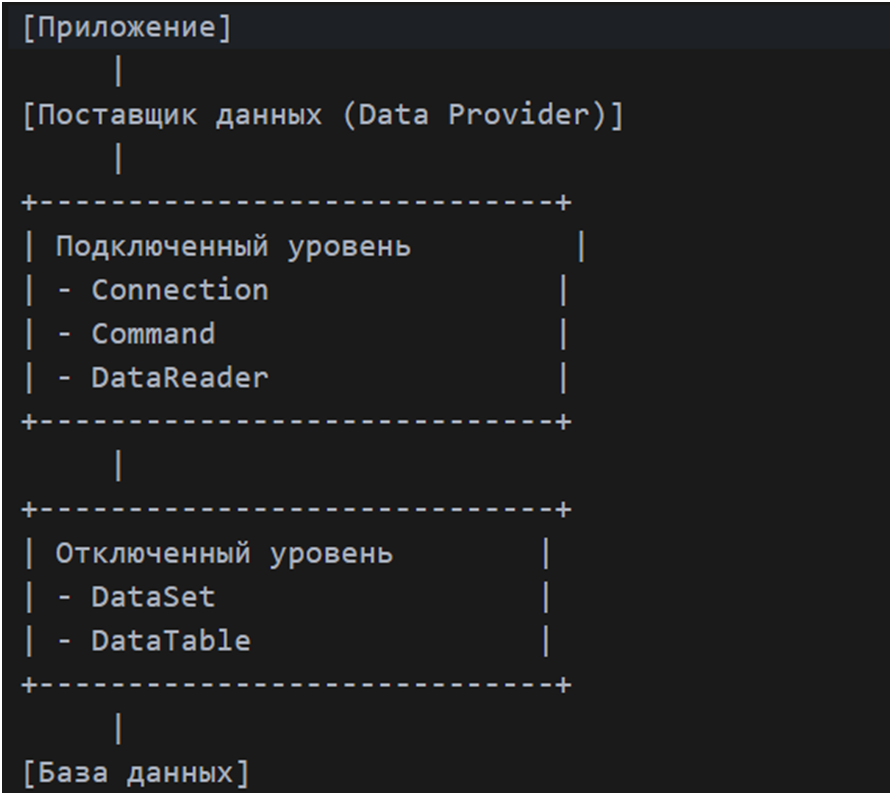 [Приложение]
|
[Поставщик данных (Data Provider)]
|
+-----------------------------+
| Подключенный уровень         |
| - Connection                |
| - Command                   |
| - DataReader                |
+-----------------------------+
|
+-----------------------------+
| Отключенный уровень        |
| - DataSet                  |
| - DataTable                |
+-----------------------------+
|
[База данных]